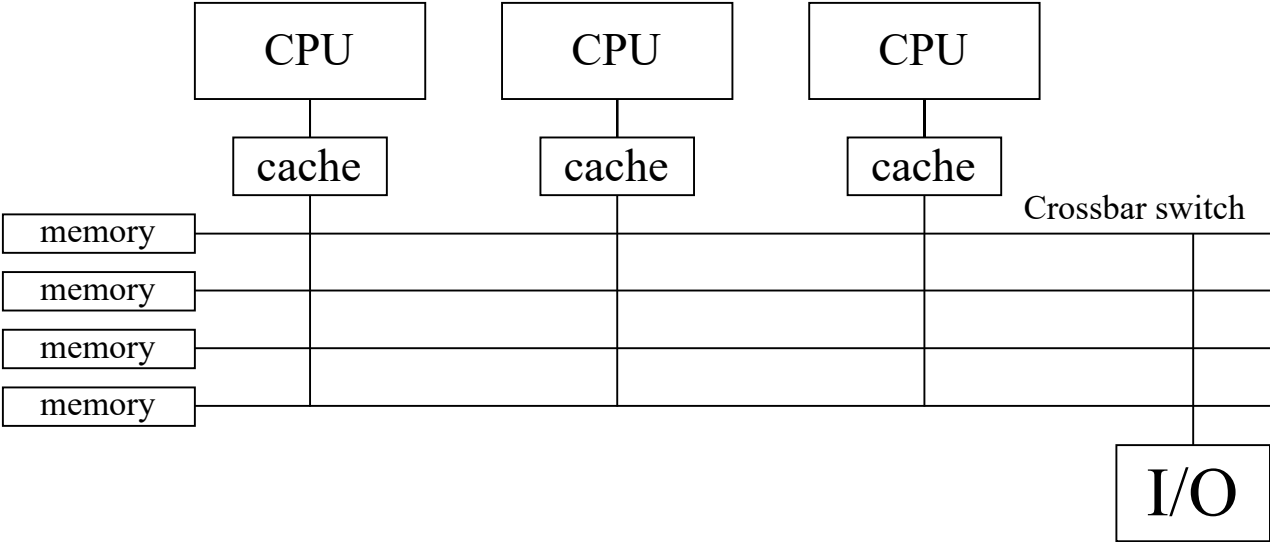 CPU
CPU
CPU
cache
cache
cache
Crossbar switch
memory
memory
memory
memory
I/O